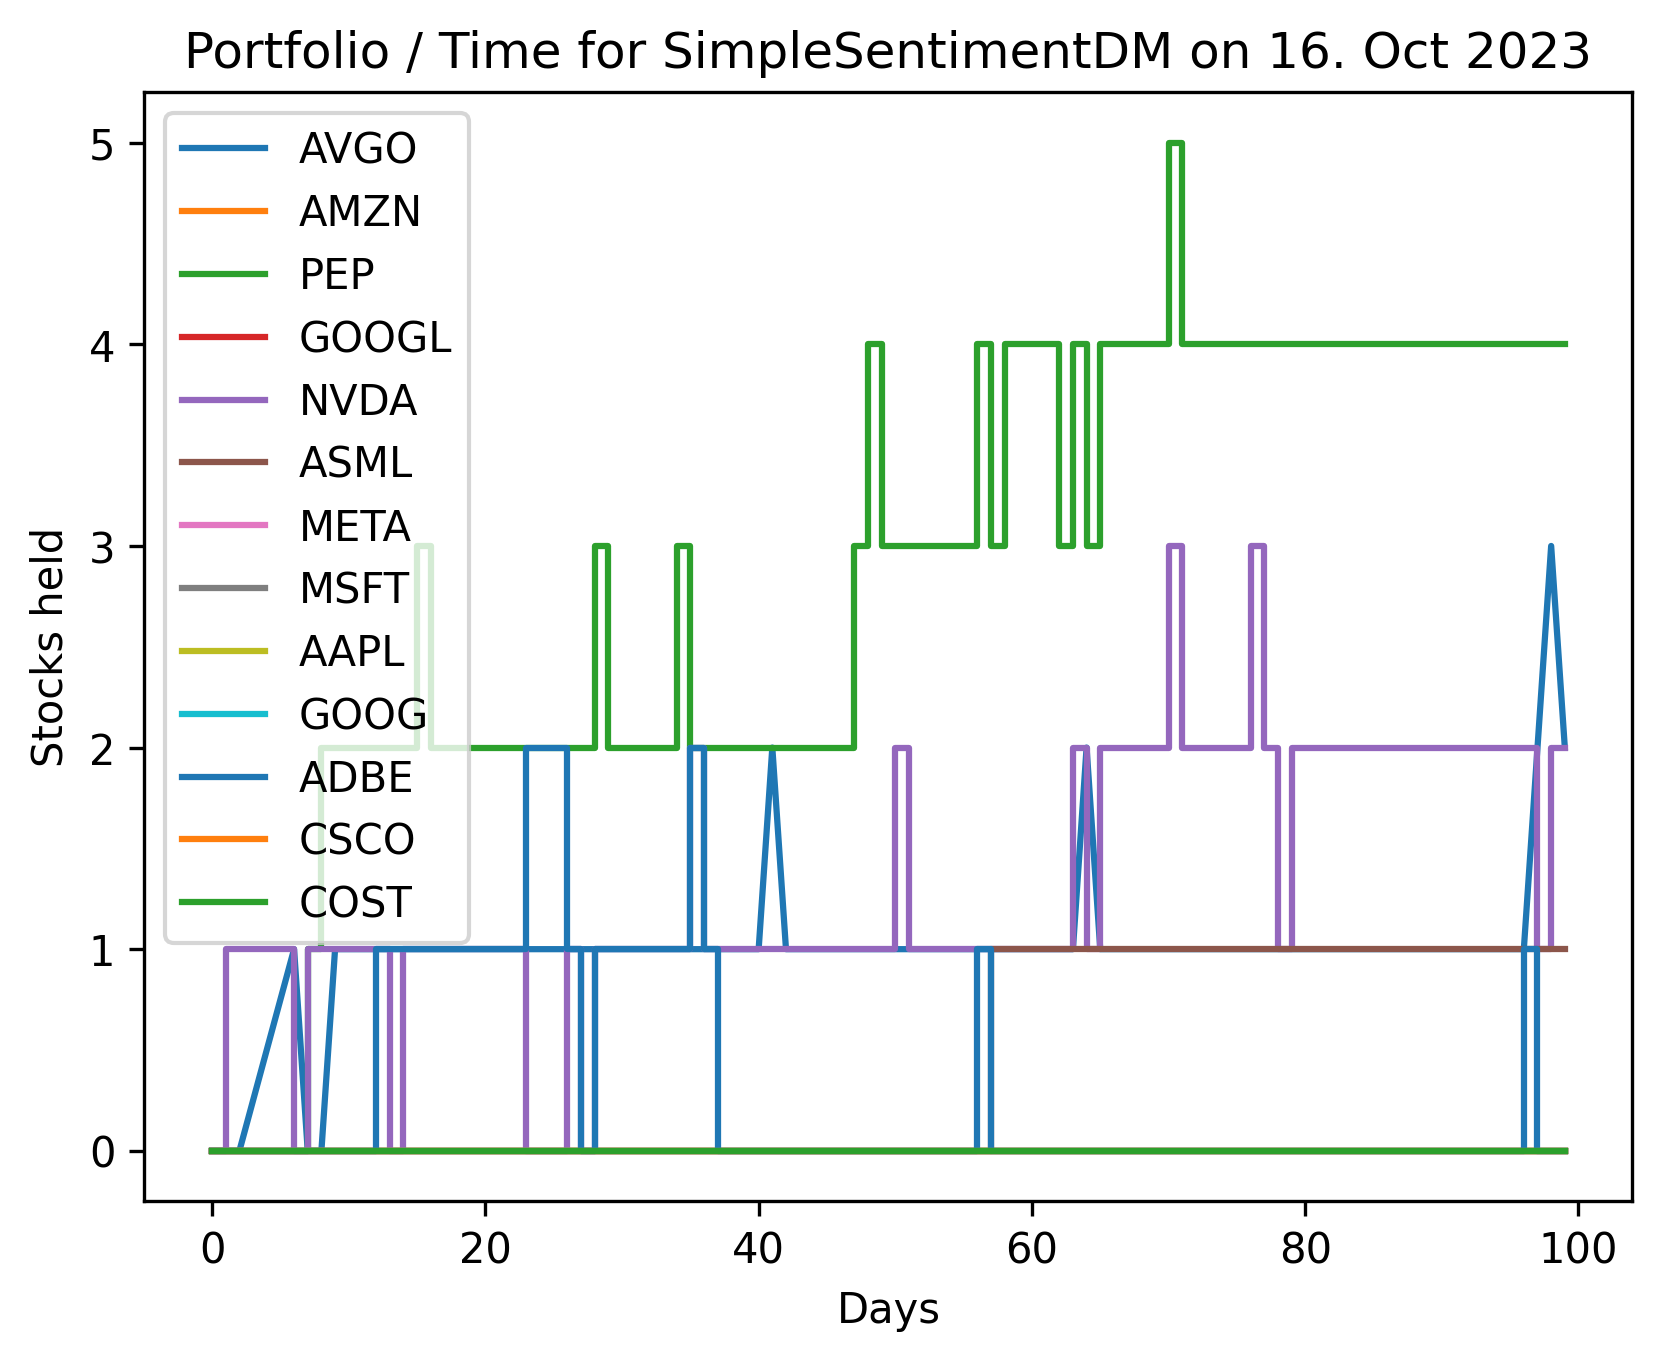 Portfolio / Time for SimpleSentimentDM on 16. Oct 2023
AVGO
AMZN
PEP
GOOGL
NVDA
ASML
META
MSFT
AAPL
GOOG
ADBE
CSCO
COST
5
4
3
2
1
0
Stocks held
0 20 40 60 80 100
Days